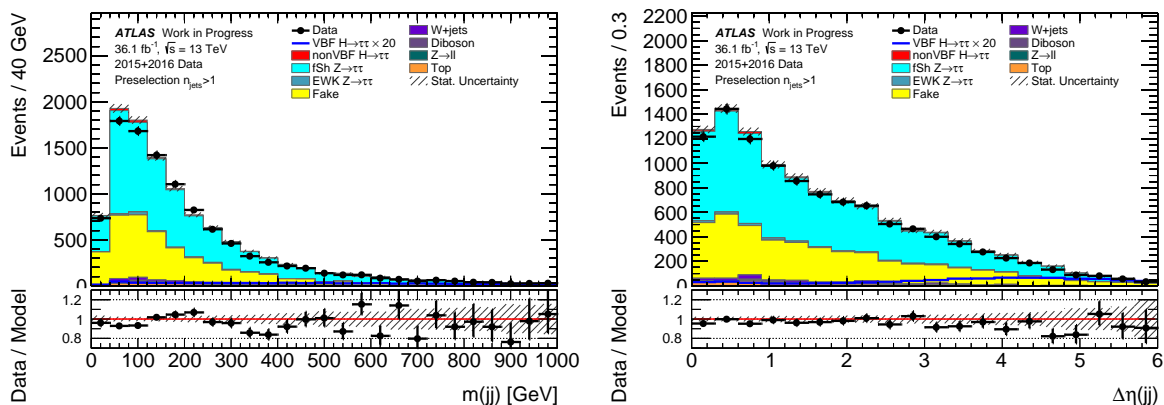 Events / 40 GeV
2500
2000
1500
1000
500
0
ATLAS Work in Progress
36.1 fb⁻¹, √s = 13 TeV
2015+2016 Data
Preselection n_jets>1
Data
VBF H→ττ × 20
nonVBF H→ττ
fSh Z→ττ
EWK Z→ττ
Fake
W+jets
Diboson
Z→ll
Top
Stat. Uncertainty
Data / Model
1.2
1
0.8
0 100 200 300 400 500 600 700 800 900 1000
m(jj) [GeV]
Events / 0.3
2200
2000
1800
1600
1400
1200
1000
800
600
400
200
0
ATLAS Work in Progress
36.1 fb⁻¹, √s = 13 TeV
2015+2016 Data
Preselection n_jets>1
Data
VBF H→ττ × 20
nonVBF H→ττ
fSh Z→ττ
EWK Z→ττ
Fake
W+jets
Diboson
Z→ll
Top
Stat. Uncertainty
Data / Model
1.2
1
0.8
0 1 2 3 4 5 6
Δη(jj)